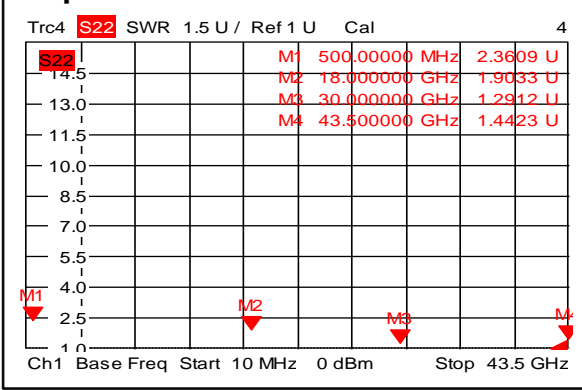 Trc4 S22 SWR 1.5 U / Ref 1 U Cal 4
S22
M1 500.00000 MHz 2.3609 U
M2 18.000000 GHz 1.9033 U
M3 30.000000 GHz 1.2912 U
M4 43.500000 GHz 1.4423 U
14.5
13.0
11.5
10.0
8.5
7.0
5.5
4.0
2.5
1.0
M1
M2
M3
M4
Ch1 Base Freq Start 10 MHz 0 dBm Stop 43.5 GHz